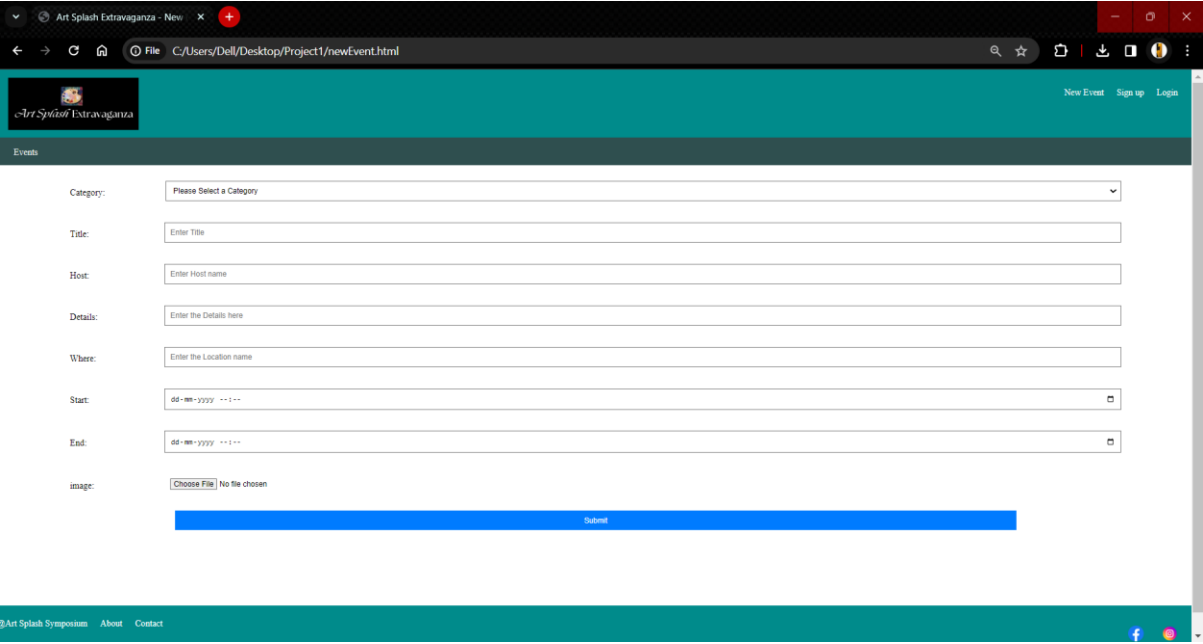 Art Splash Extravaganza - New
File C:/Users/Dell/Desktop/Project1/newEvent.html
Art Splash Extravaganza
New Event Sign up Login
Events
Category: Please Select a Category
Title: Enter Title
Host: Enter Host name
Details: Enter the Details here
Where: Enter the Location name
Start: dd-mm-yyyy --:--
End: dd-mm-yyyy --:--
image: Choose File No file chosen
Submit
@Art Splash Symposium About Contact